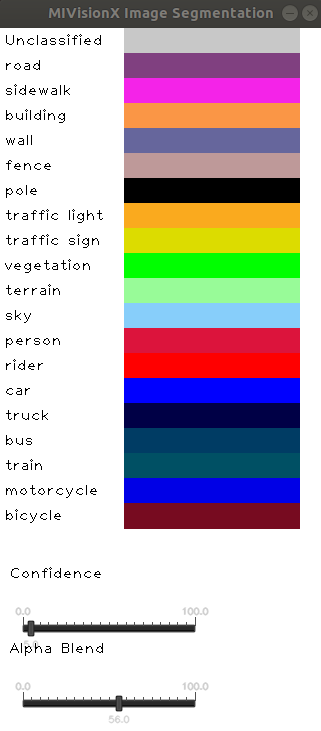 MIVisionX Image Segmentation
Unclassified
road
sidewalk
building
wall
fence
pole
traffic light
traffic sign
vegetation
terrain
sky
person
rider
car
truck
bus
train
motorcycle
bicycle
Confidence
0.0 100.0
Alpha Blend
0.0 100.0
56.0